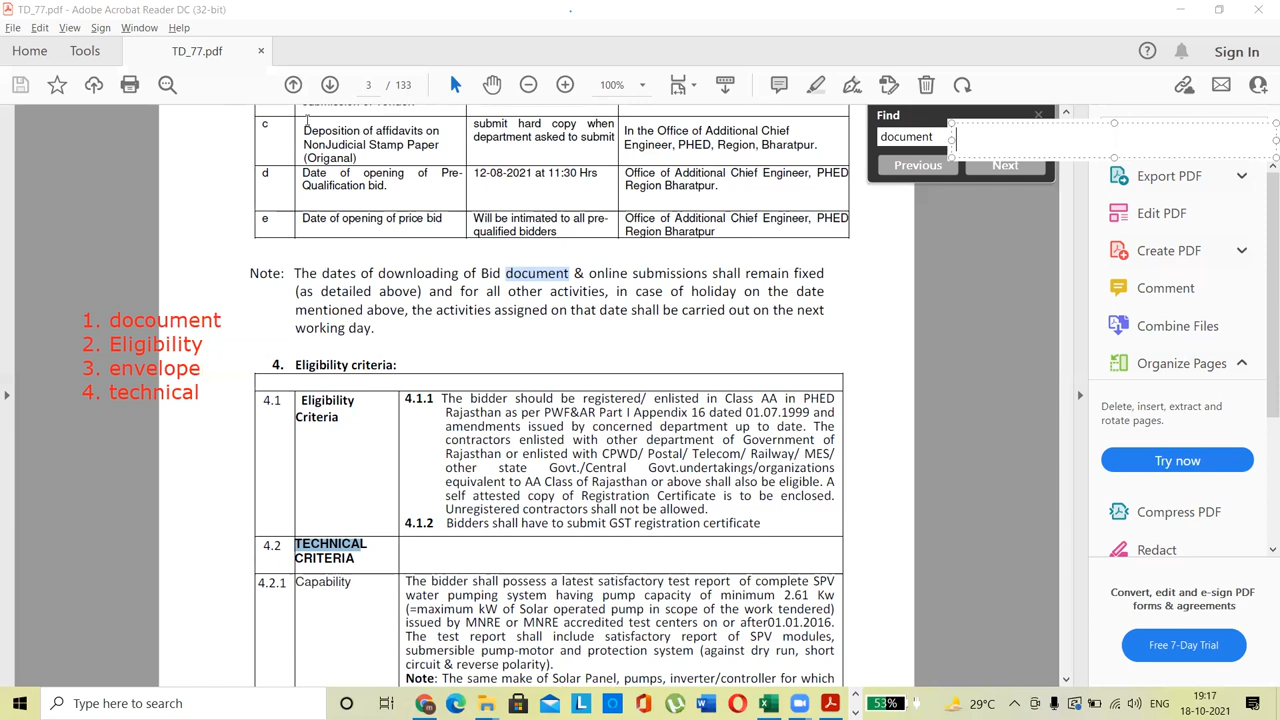 TD_77.pdf - Adobe Acrobat Reader DC (32-bit)
File Edit View Sign Window Help
Home Tools TD_77.pdf × Sign In
3 / 133 100%
Find
document
Previous Next
c Deposition of affidavits on NonJudicial Stamp Paper (Origanal)
submit hard copy when department asked to submit
In the Office of Additional Chief Engineer, PHED, Region, Bharatpur.
d Date of opening of Pre-Qualification bid.
12-08-2021 at 11:30 Hrs
Office of Additional Chief Engineer, PHED Region Bharatpur.
e Date of opening of price bid
Will be intimated to all pre-qualified bidders
Office of Additional Chief Engineer, PHED Region Bharatpur
Note: The dates of downloading of Bid document & online submissions shall remain fixed
(as detailed above) and for all other activities, in case of holiday on the date
mentioned above, the activities assigned on that date shall be carried out on the next
working day.
1. docoument
2. Eligibility
3. envelope
4. technical
4. Eligibility criteria:
4.1 Eligibility Criteria
4.1.1 The bidder should be registered/ enlisted in Class AA in PHED
Rajasthan as per PWF&AR Part I Appendix 16 dated 01.07.1999 and
amendments issued by concerned department up to date. The
contractors enlisted with other department of Government of
Rajasthan or enlisted with CPWD/ Postal/ Telecom/ Railway/ MES/
other state Govt./Central Govt.undertakings/organizations
equivalent to AA Class of Rajasthan or above shall also be eligible. A
self attested copy of Registration Certificate is to be enclosed.
Unregistered contractors shall not be allowed.
4.1.2 Bidders shall have to submit GST registration certificate
4.2 TECHNICAL CRITERIA
4.2.1 Capability
The bidder shall possess a latest satisfactory test report of complete SPV
water pumping system having pump capacity of minimum 2.61 Kw
(=maximum kW of Solar operated pump in scope of the work tendered)
issued by MNRE or MNRE accredited test centers on or after01.01.2016.
The test report shall include satisfactory report of SPV modules,
submersible pump-motor and protection system (against dry run, short
circuit & reverse polarity).
Note: The same make of Solar Panel, pumps, inverter/controller for which
Export PDF
Edit PDF
Create PDF
Comment
Combine Files
Organize Pages
Delete, insert, extract and
rotate pages.
Try now
Compress PDF
Redact
Convert, edit and e-sign PDF
forms & agreements
Free 7-Day Trial
Type here to search
53%
29°C
ENG
19:17
18-10-2021